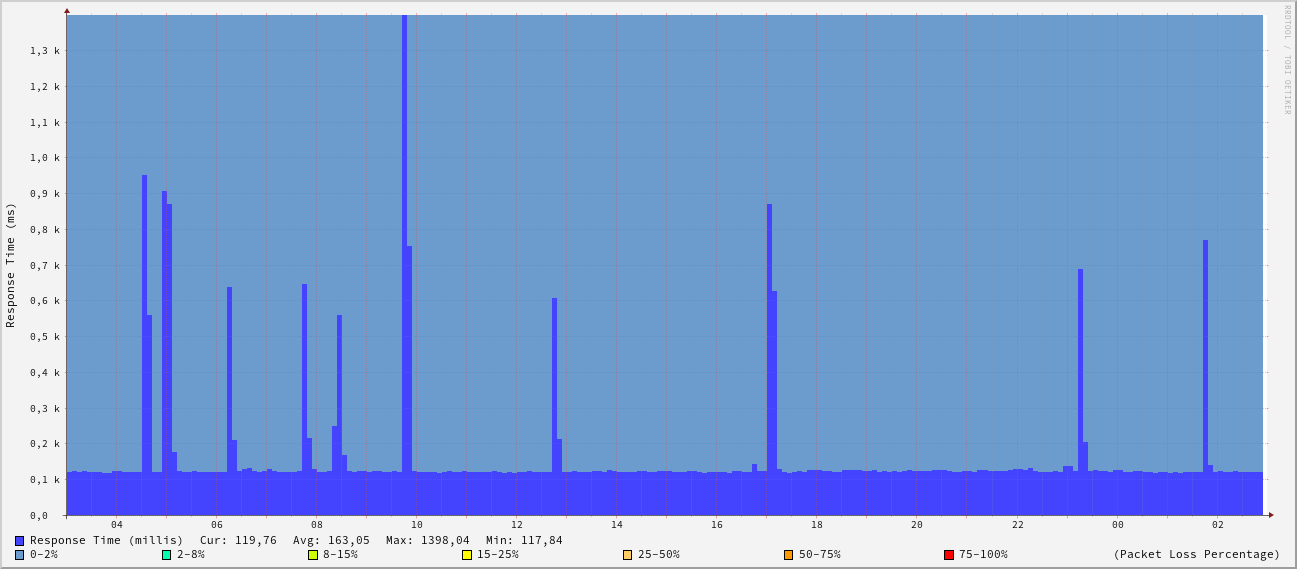 RRDTOOL / TOBI OETIKER
Response Time (ms)
1,3 k
1,2 k
1,1 k
1,0 k
0,9 k
0,8 k
0,7 k
0,6 k
0,5 k
0,4 k
0,3 k
0,2 k
0,1 k
0,0
04 06 08 10 12 14 16 18 20 22 00 02
Response Time (millis) Cur: 119,76 Avg: 163,05 Max: 1398,04 Min: 117,84
0-2% 2-8% 8-15% 15-25% 25-50% 50-75% 75-100% (Packet Loss Percentage)